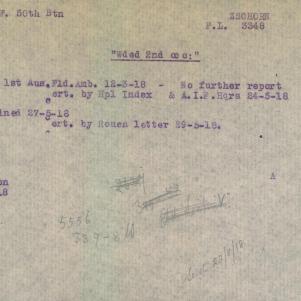 F. 50th Btn ZSCHORN
P.L. 3348
"Wded 2nd occ:"
1st Aus.Fld.Amb. 12-3-18 - No further report
ert. by Hpl Index & A.I.F.Hqrs 24-5-18
ined 27-5-18
ert. by Rouen letter 29-5-18.
on
18
5556